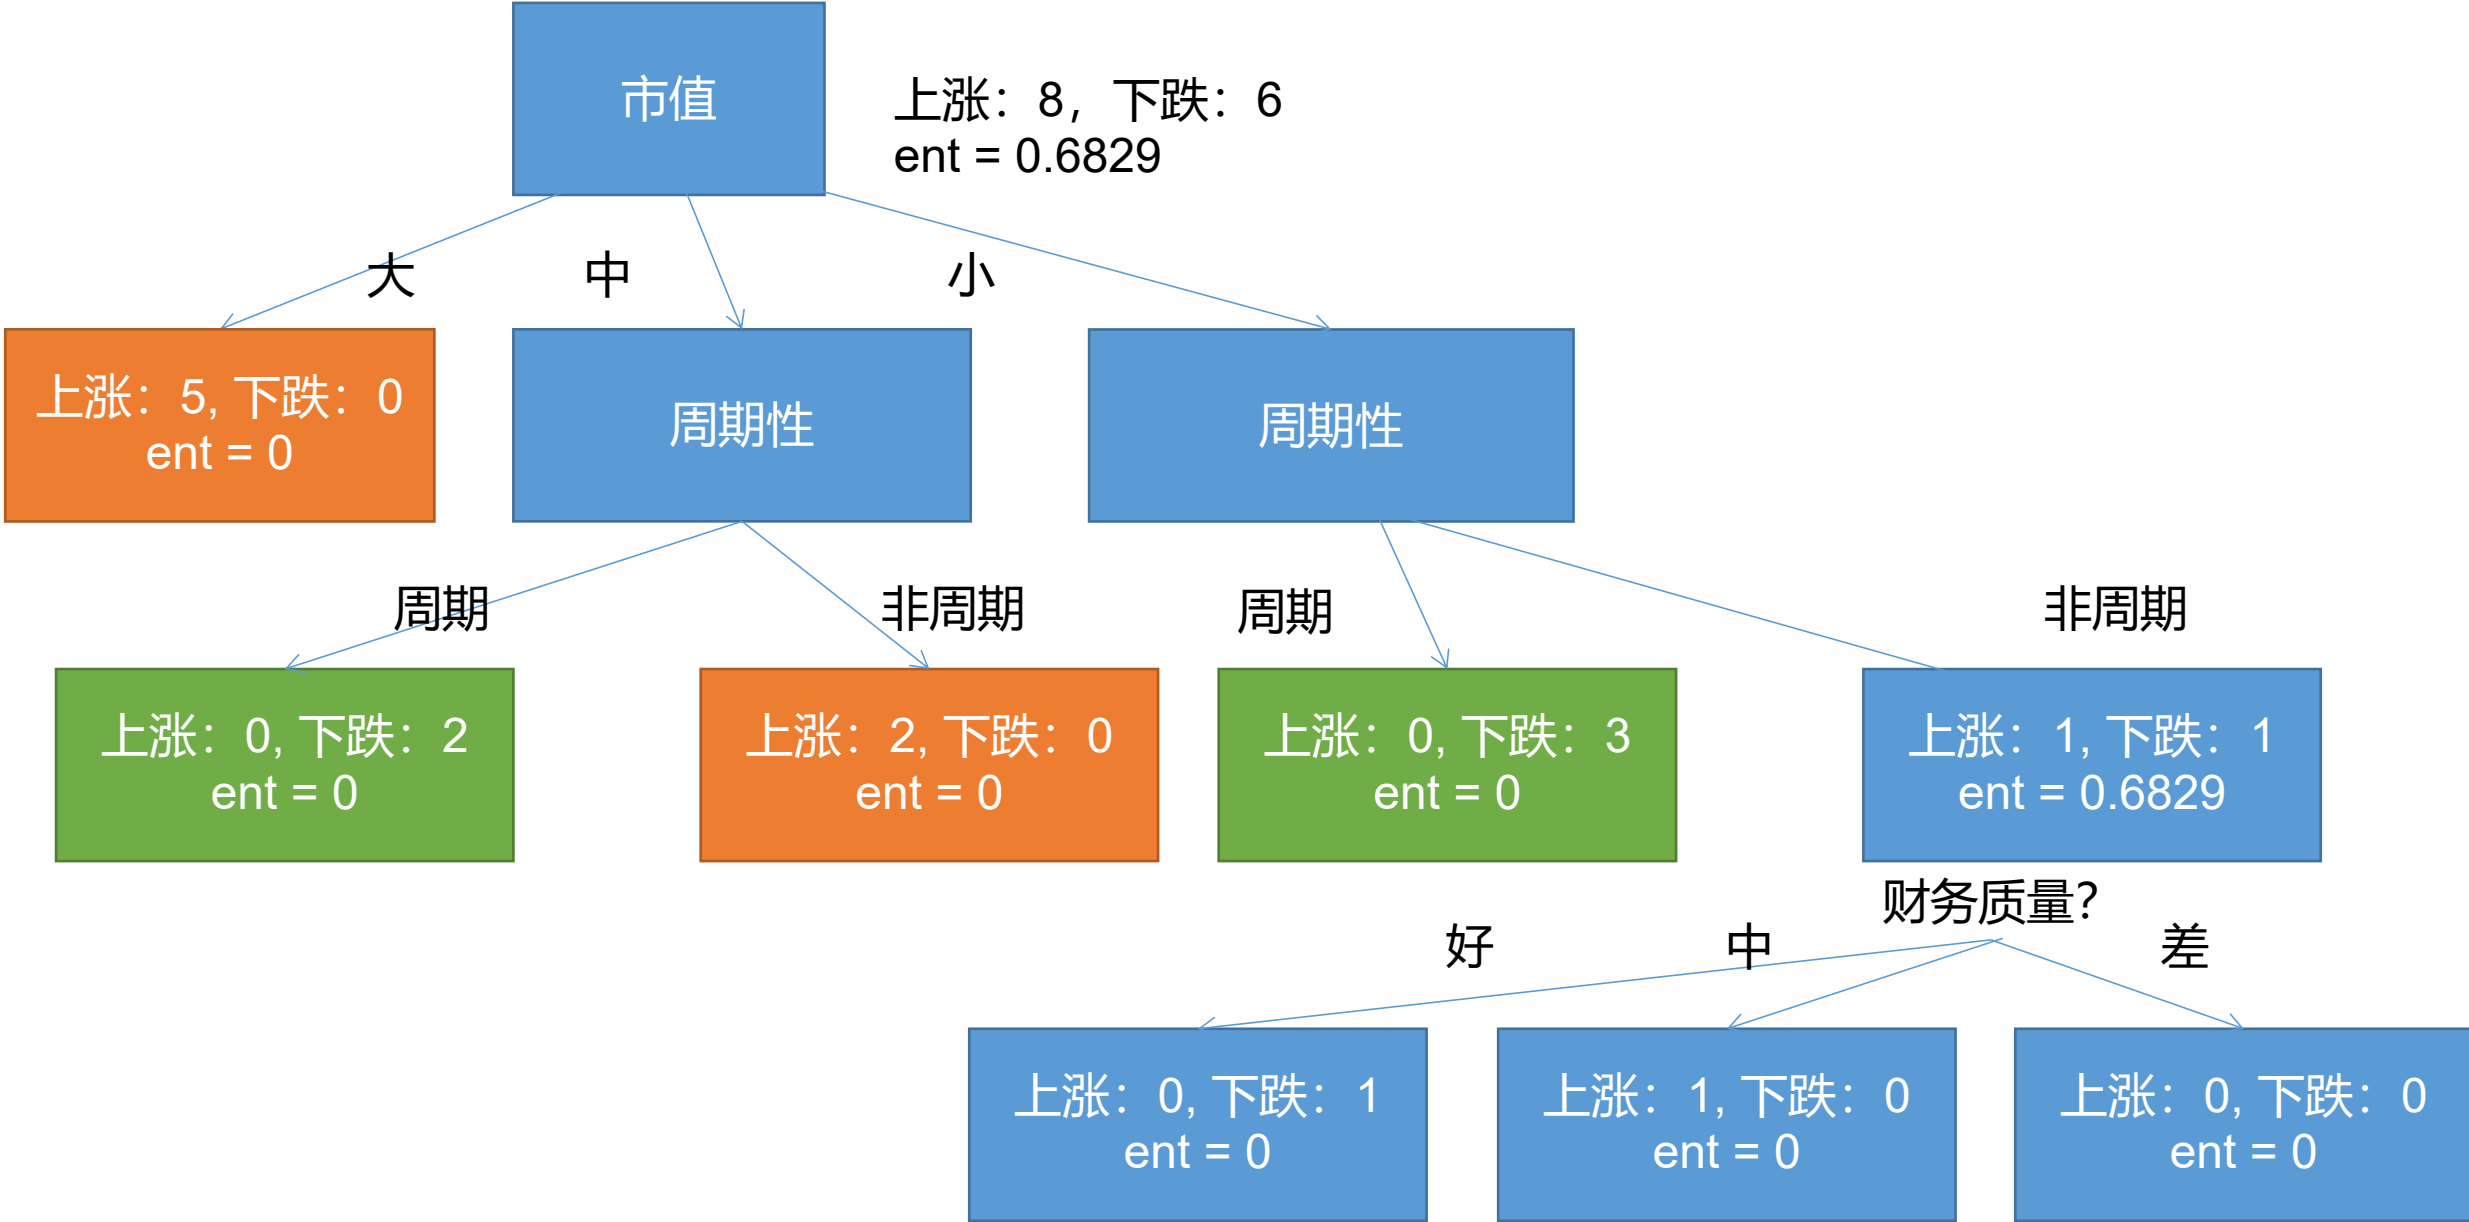 市值
上涨：8，下跌：6
ent = 0.6829
大
中
小
上涨：5, 下跌：0
ent = 0
周期性
周期性
周期
非周期
周期
非周期
上涨：0, 下跌：2
ent = 0
上涨：2, 下跌：0
ent = 0
上涨：0, 下跌：3
ent = 0
上涨：1, 下跌：1
ent = 0.6829
财务质量?
好
中
差
上涨：0, 下跌：1
ent = 0
上涨：1, 下跌：0
ent = 0
上涨：0, 下跌：0
ent = 0